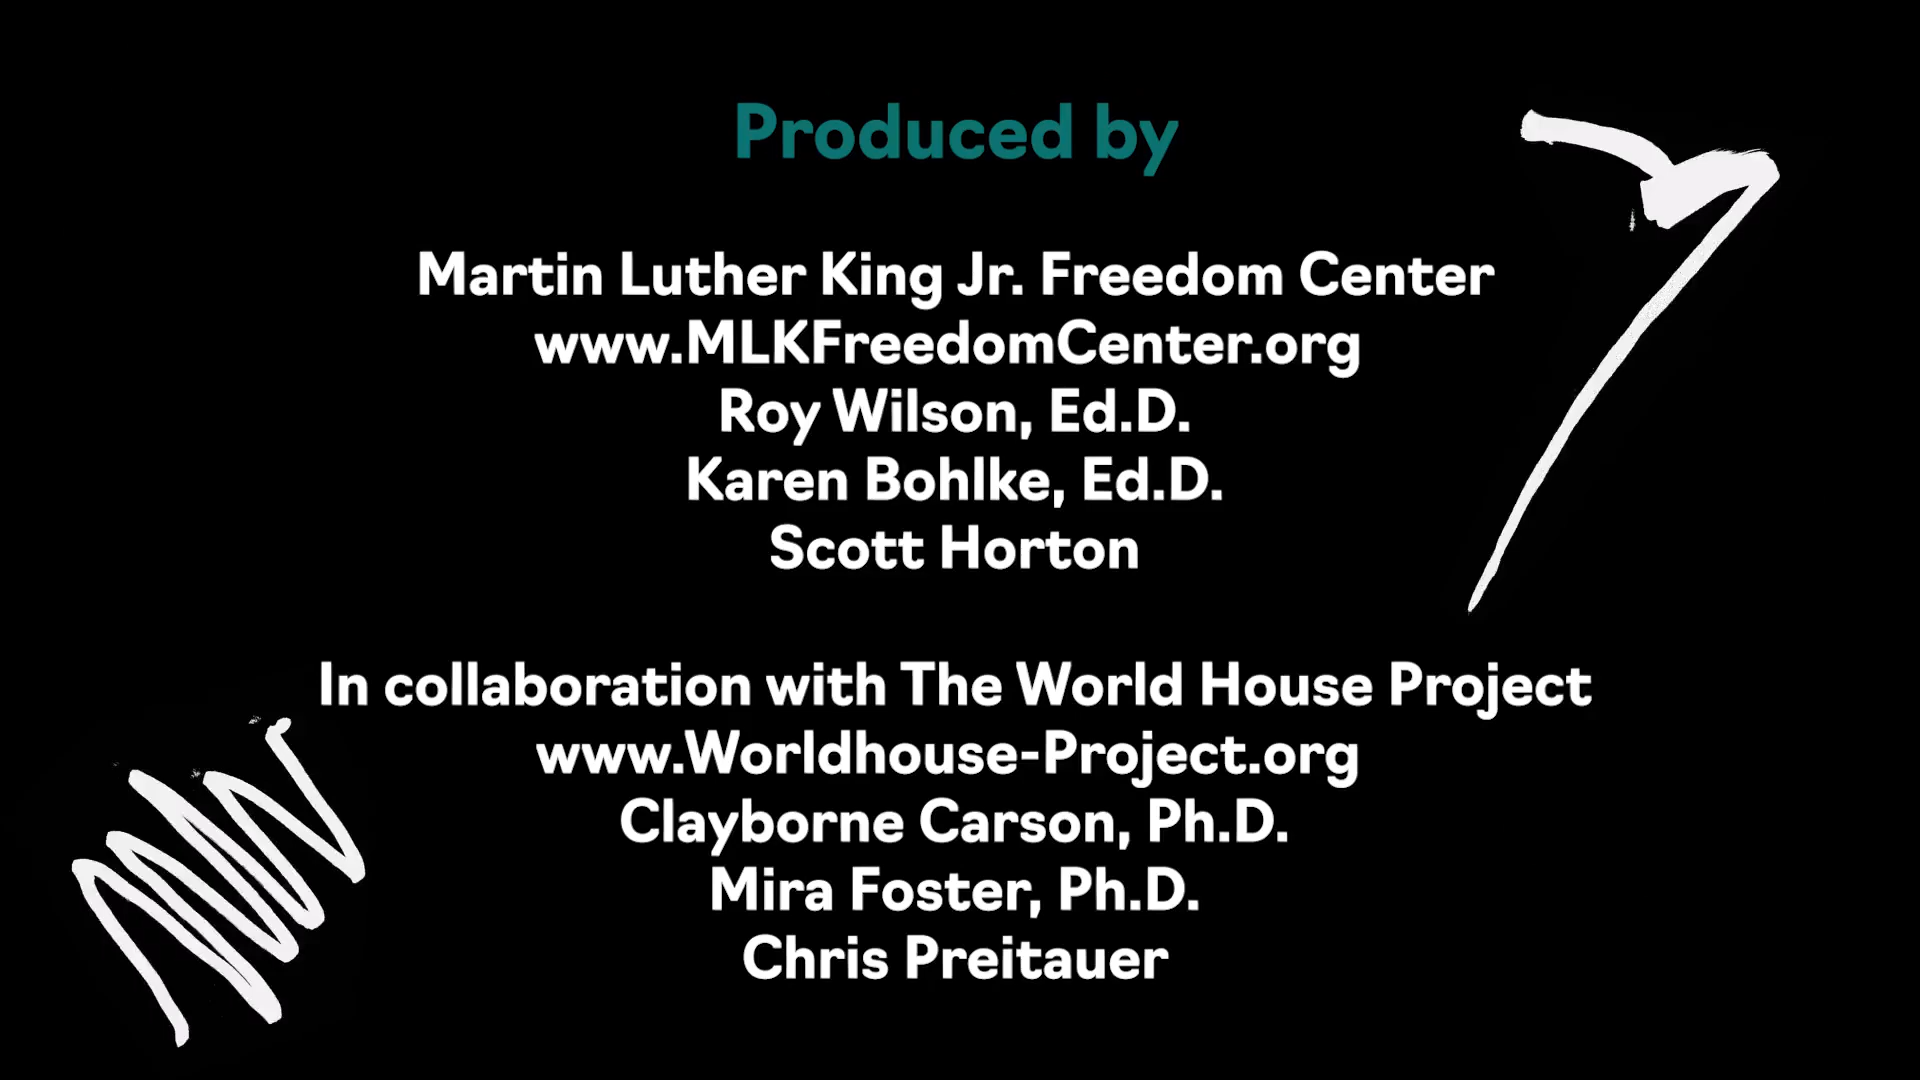 Produced by
Martin Luther King Jr. Freedom Center
www.MLKFreedomCenter.org
Roy Wilson, Ed.D.
Karen Bohlke, Ed.D.
Scott Horton
In collaboration with The World House Project
www.Worldhouse-Project.org
Clayborne Carson, Ph.D.
Mira Foster, Ph.D.
Chris Preitauer